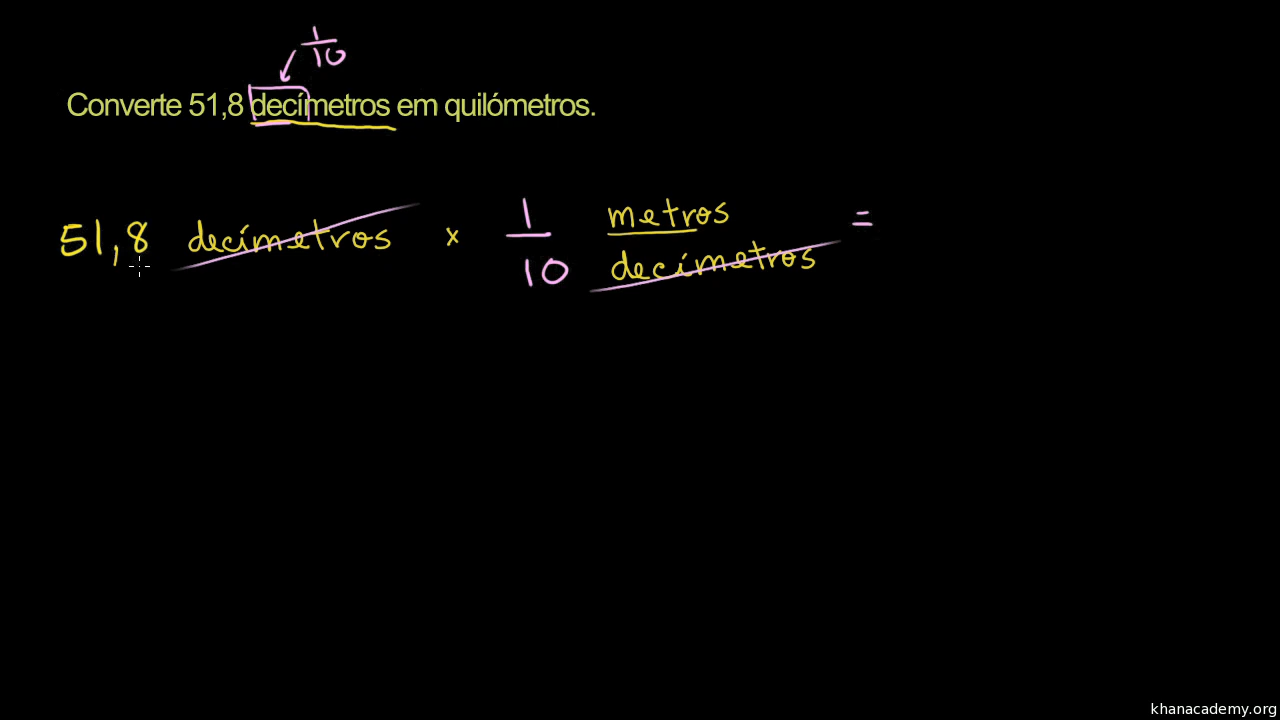 1/10
Converte 51,8 decímetros em quilómetros.
51,8 decímetros x 1/10 metros/decímetros =
khanacademy.org